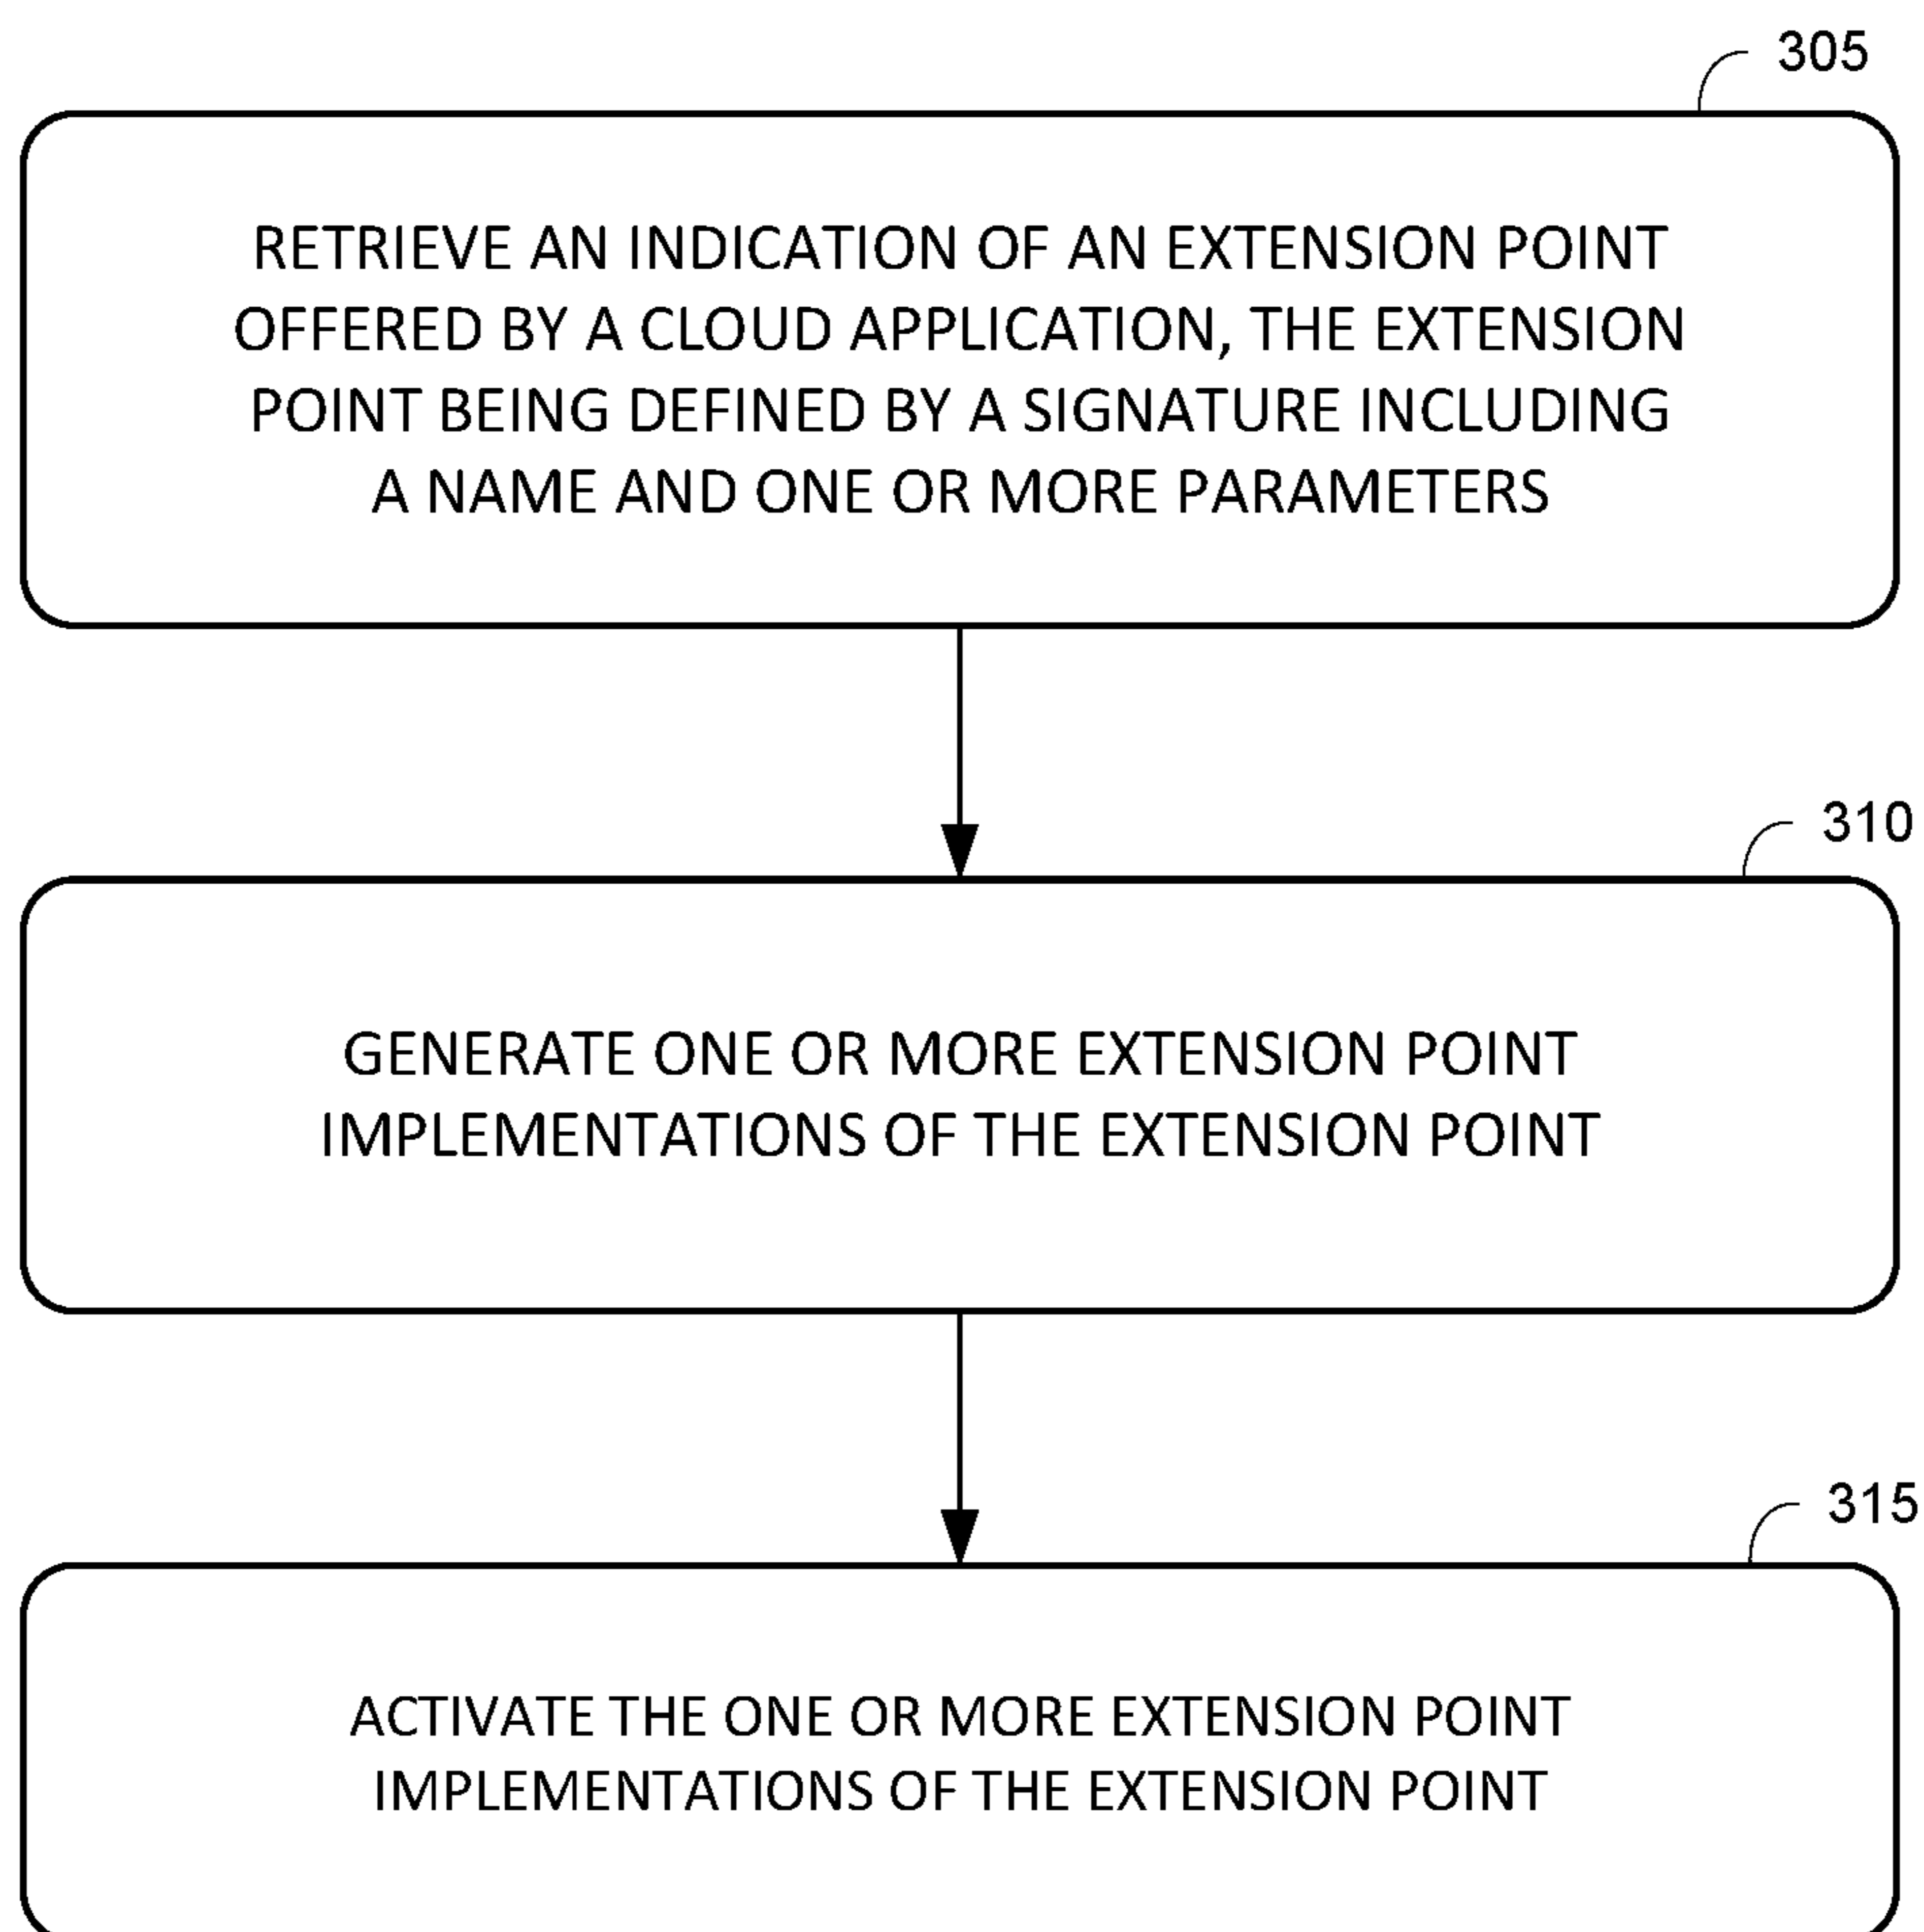 305
RETRIEVE AN INDICATION OF AN EXTENSION POINT
OFFERED BY A CLOUD APPLICATION, THE EXTENSION
POINT BEING DEFINED BY A SIGNATURE INCLUDING
A NAME AND ONE OR MORE PARAMETERS
310
GENERATE ONE OR MORE EXTENSION POINT
IMPLEMENTATIONS OF THE EXTENSION POINT
315
ACTIVATE THE ONE OR MORE EXTENSION POINT
IMPLEMENTATIONS OF THE EXTENSION POINT